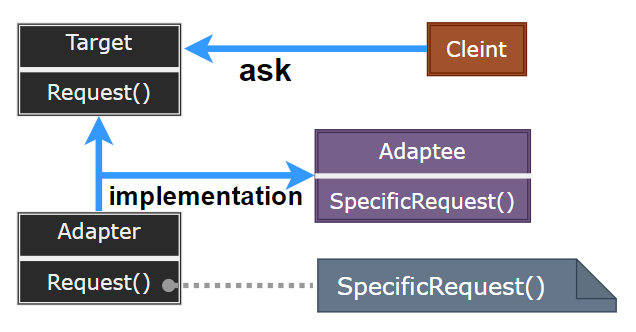 Target
Request()
ask
Cleint
Adaptee
SpecificRequest()
implementation
Adapter
Request()
SpecificRequest()